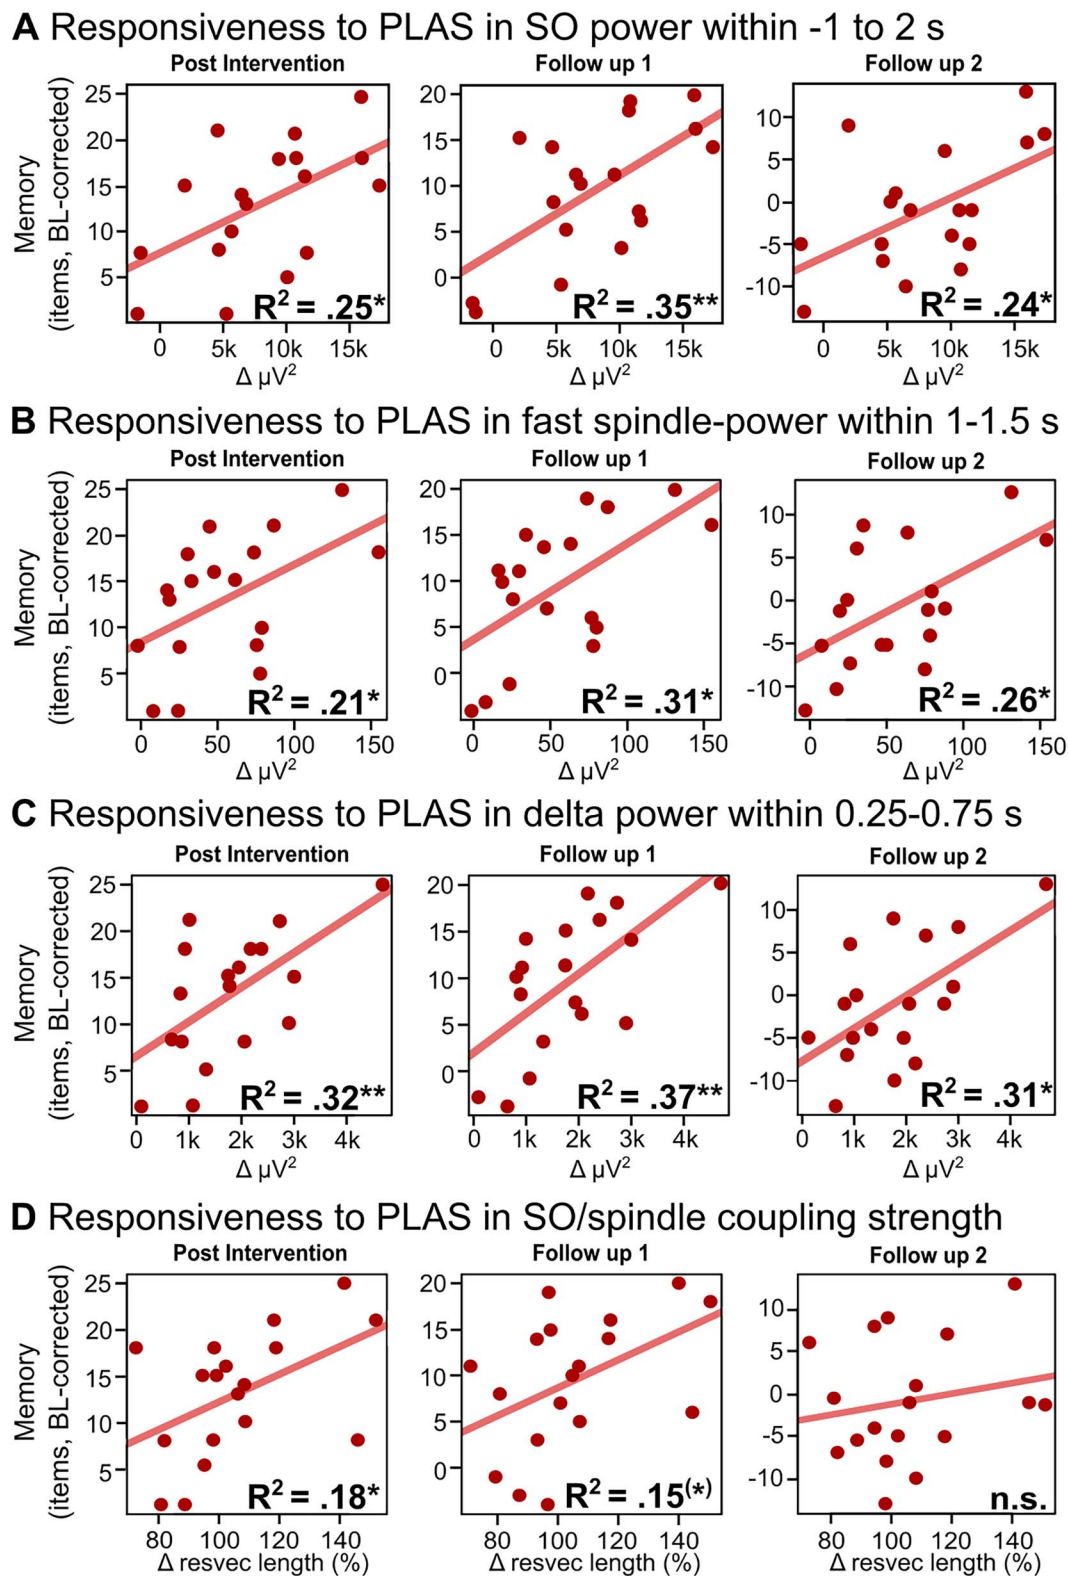 A Responsiveness to PLAS in SO power within -1 to 2 s
Post Intervention
Follow up 1
Follow up 2
Memory
(items, BL-corrected)
25
20
15
10
5
R² = .25*
0 5k 10k 15k
Δ µV²
20
15
10
5
0
R² = .35**
0 5k 10k 15k
Δ µV²
10
5
0
-5
-10
R² = .24*
0 5k 10k 15k
Δ µV²
B Responsiveness to PLAS in fast spindle-power within 1-1.5 s
Post Intervention
Follow up 1
Follow up 2
Memory
(items, BL-corrected)
25
20
15
10
5
R² = .21*
0 50 100 150
Δ µV²
20
15
10
5
0
R² = .31*
0 50 100 150
Δ µV²
10
5
0
-5
-10
R² = .26*
0 50 100 150
Δ µV²
C Responsiveness to PLAS in delta power within 0.25-0.75 s
Post Intervention
Follow up 1
Follow up 2
Memory
(items, BL-corrected)
25
20
15
10
5
R² = .32**
0 1k 2k 3k 4k
Δ µV²
20
15
10
5
0
R² = .37**
0 1k 2k 3k 4k
Δ µV²
10
5
0
-5
-10
R² = .31*
0 1k 2k 3k 4k
Δ µV²
D Responsiveness to PLAS in SO/spindle coupling strength
Post Intervention
Follow up 1
Follow up 2
Memory
(items, BL-corrected)
25
20
15
10
5
R² = .18*
80 100 120 140
Δ resvec length (%)
20
15
10
5
0
R² = .15(*)
80 100 120 140
Δ resvec length (%)
10
5
0
-5
-10
n.s.
80 100 120 140
Δ resvec length (%)